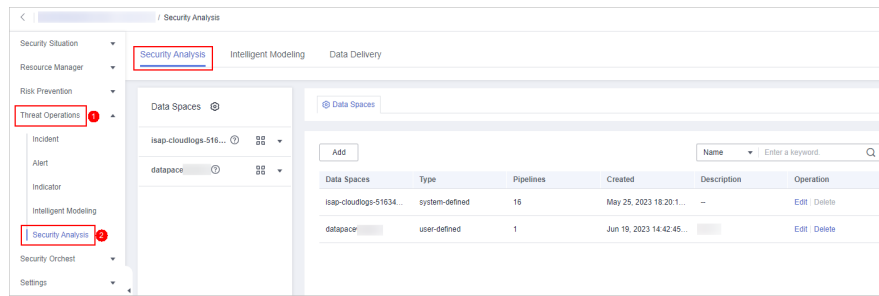 / Security Analysis
Security Situation
Resource Manager
Risk Prevention
Threat Operations 1
Incident
Alert
Indicator
Intelligent Modeling
Security Analysis 2
Security Orchest
Settings
Security Analysis Intelligent Modeling Data Delivery
Data Spaces
isap-cloudlogs-516...
datapace
Data Spaces
Add Name Enter a keyword.
Data Spaces Type Pipelines Created Description Operation
isap-cloudlogs-51634... system-defined 16 May 25, 2023 18:20:1... -- Edit Delete
datapace user-defined 1 Jun 19, 2023 14:42:45... Edit Delete